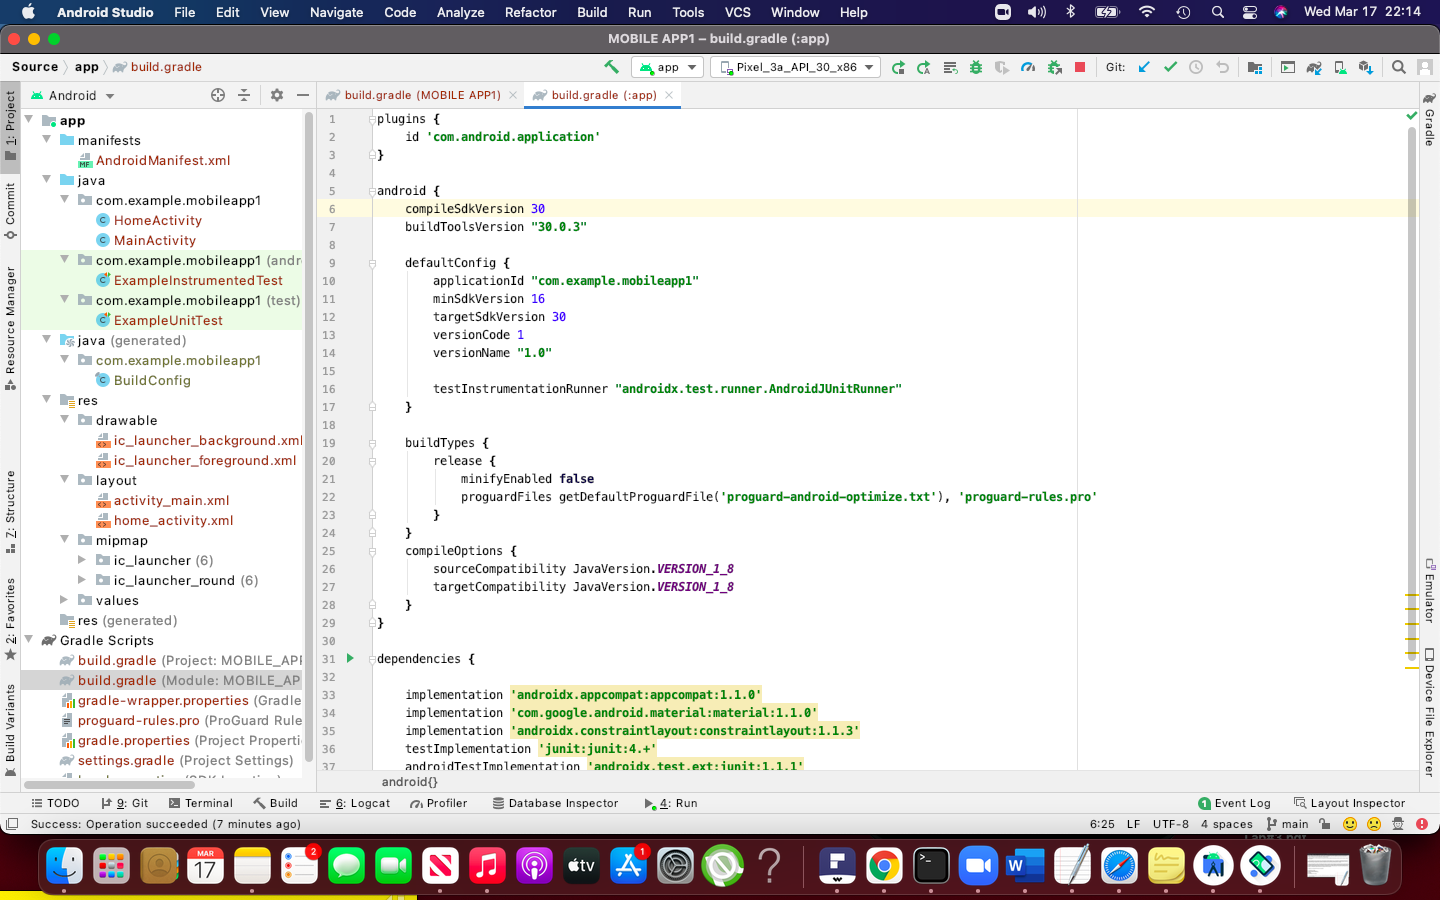 Android Studio File Edit View Navigate Code Analyze Refactor Build Run Tools VCS Window Help Wed Mar 17 22:14
MOBILE APP1 – build.gradle (:app)
Source app build.gradle app Pixel_3a_API_30_x86 Git:
Android
build.gradle (MOBILE APP1) build.gradle (:app)
1: Project
Commit
Resource Manager
Z: Structure
2: Favorites
Build Variants
app
manifests
AndroidManifest.xml
java
com.example.mobileapp1
HomeActivity
MainActivity
com.example.mobileapp1 (andr
ExampleInstrumentedTest
com.example.mobileapp1 (test)
ExampleUnitTest
java (generated)
com.example.mobileapp1
BuildConfig
res
drawable
ic_launcher_background.xml
ic_launcher_foreground.xml
layout
activity_main.xml
home_activity.xml
mipmap
ic_launcher (6)
ic_launcher_round (6)
values
res (generated)
Gradle Scripts
build.gradle (Project: MOBILE_APP
build.gradle (Module: MOBILE_AP
gradle-wrapper.properties (Gradle
proguard-rules.pro (ProGuard Rule
gradle.properties (Project Properti
settings.gradle (Project Settings)
1 plugins {
2 id 'com.android.application'
3 }
4
5 android {
6 compileSdkVersion 30
7 buildToolsVersion "30.0.3"
8
9 defaultConfig {
10 applicationId "com.example.mobileapp1"
11 minSdkVersion 16
12 targetSdkVersion 30
13 versionCode 1
14 versionName "1.0"
15
16 testInstrumentationRunner "androidx.test.runner.AndroidJUnitRunner"
17 }
18
19 buildTypes {
20 release {
21 minifyEnabled false
22 proguardFiles getDefaultProguardFile('proguard-android-optimize.txt'), 'proguard-rules.pro'
23 }
24 }
25 compileOptions {
26 sourceCompatibility JavaVersion.VERSION_1_8
27 targetCompatibility JavaVersion.VERSION_1_8
28 }
29 }
30
31 dependencies {
32
33 implementation 'androidx.appcompat:appcompat:1.1.0'
34 implementation 'com.google.android.material:material:1.1.0'
35 implementation 'androidx.constraintlayout:constraintlayout:1.1.3'
36 testImplementation 'junit:junit:4.+'
37 androidTestImplementation 'androidx.test.ext:junit:1.1.1'
android{}
Gradle
Emulator
Device File Explorer
TODO 9: Git Terminal Build 6: Logcat Profiler Database Inspector 4: Run 1 Event Log Layout Inspector
Success: Operation succeeded (7 minutes ago) 6:25 LF UTF-8 4 spaces main
MAR
17
2
tv
1
W